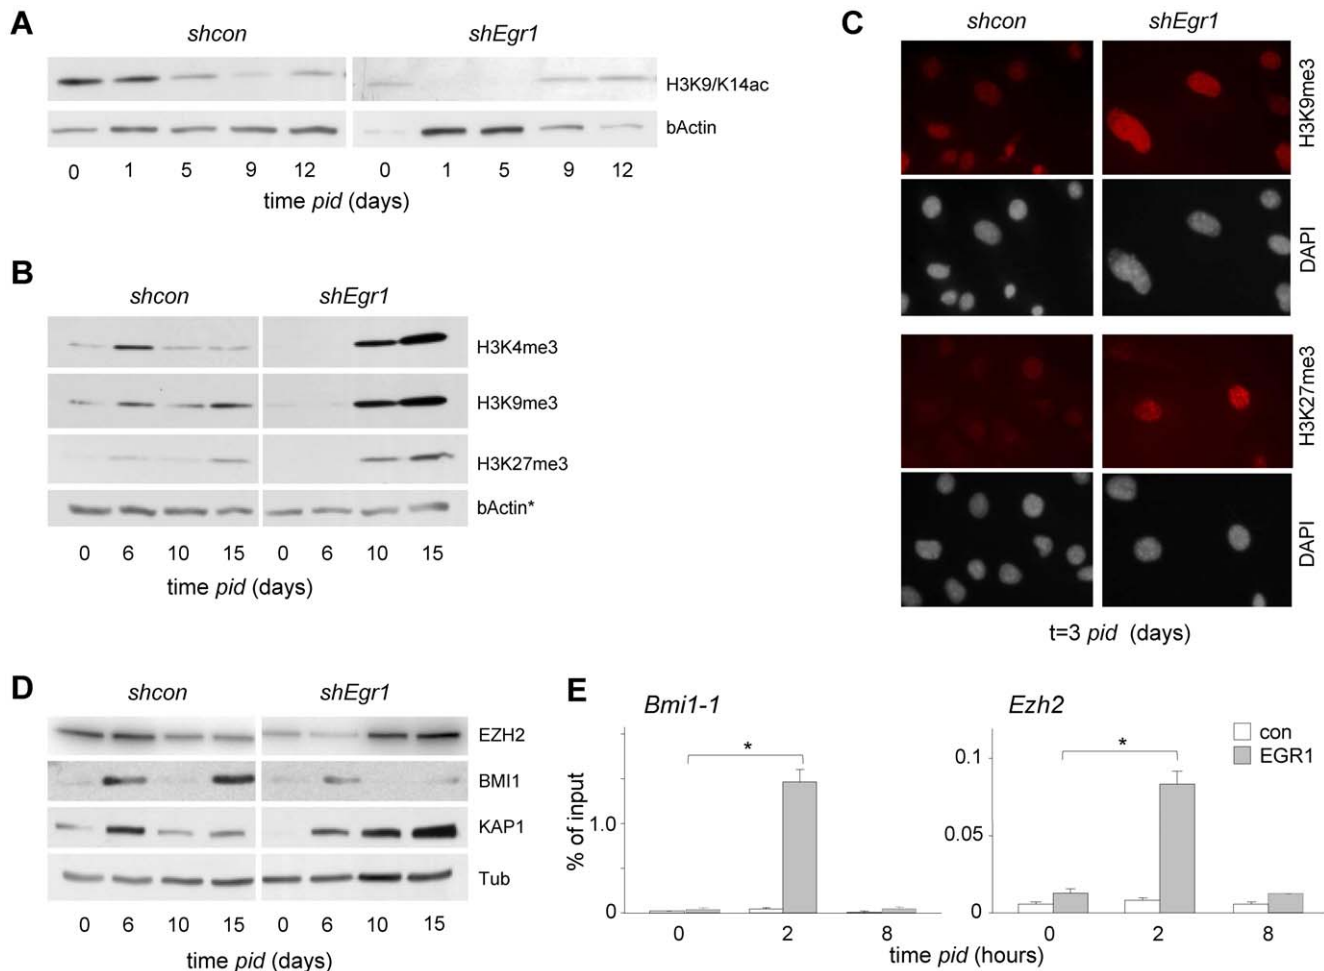 A
shcon shEgr1
H3K9/K14ac
bActin
0 1 5 9 12 0 1 5 9 12
time pid (days)
B
shcon shEgr1
H3K4me3
H3K9me3
H3K27me3
bActin*
0 6 10 15 0 6 10 15
time pid (days)
C
shcon shEgr1
H3K9me3
DAPI
H3K27me3
DAPI
t=3 pid (days)
D
shcon shEgr1
EZH2
BMI1
KAP1
Tub
0 6 10 15 0 6 10 15
time pid (days)
E
Bmi1-1 Ezh2
con
EGR1
* *
% of input
1.0
0
0.1
0.05
0
0 2 8 0 2 8
time pid (hours)